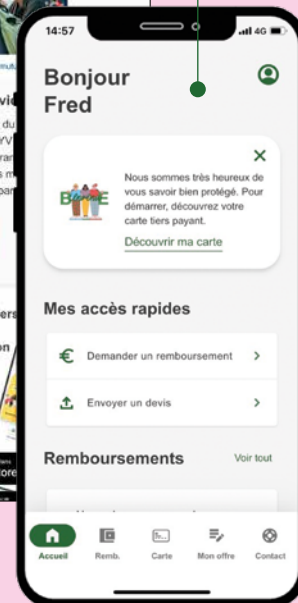 14:57
4G
Bonjour
Fred
Nous sommes très heureux de
vous savoir bien protégé. Pour
démarrer, découvrez votre
carte tiers payant.
Découvrir ma carte
Mes accès rapides
Demander un remboursement
Envoyer un devis
Remboursements
Voir tout
Accueil
Remb.
Carte
Mon offre
Contact